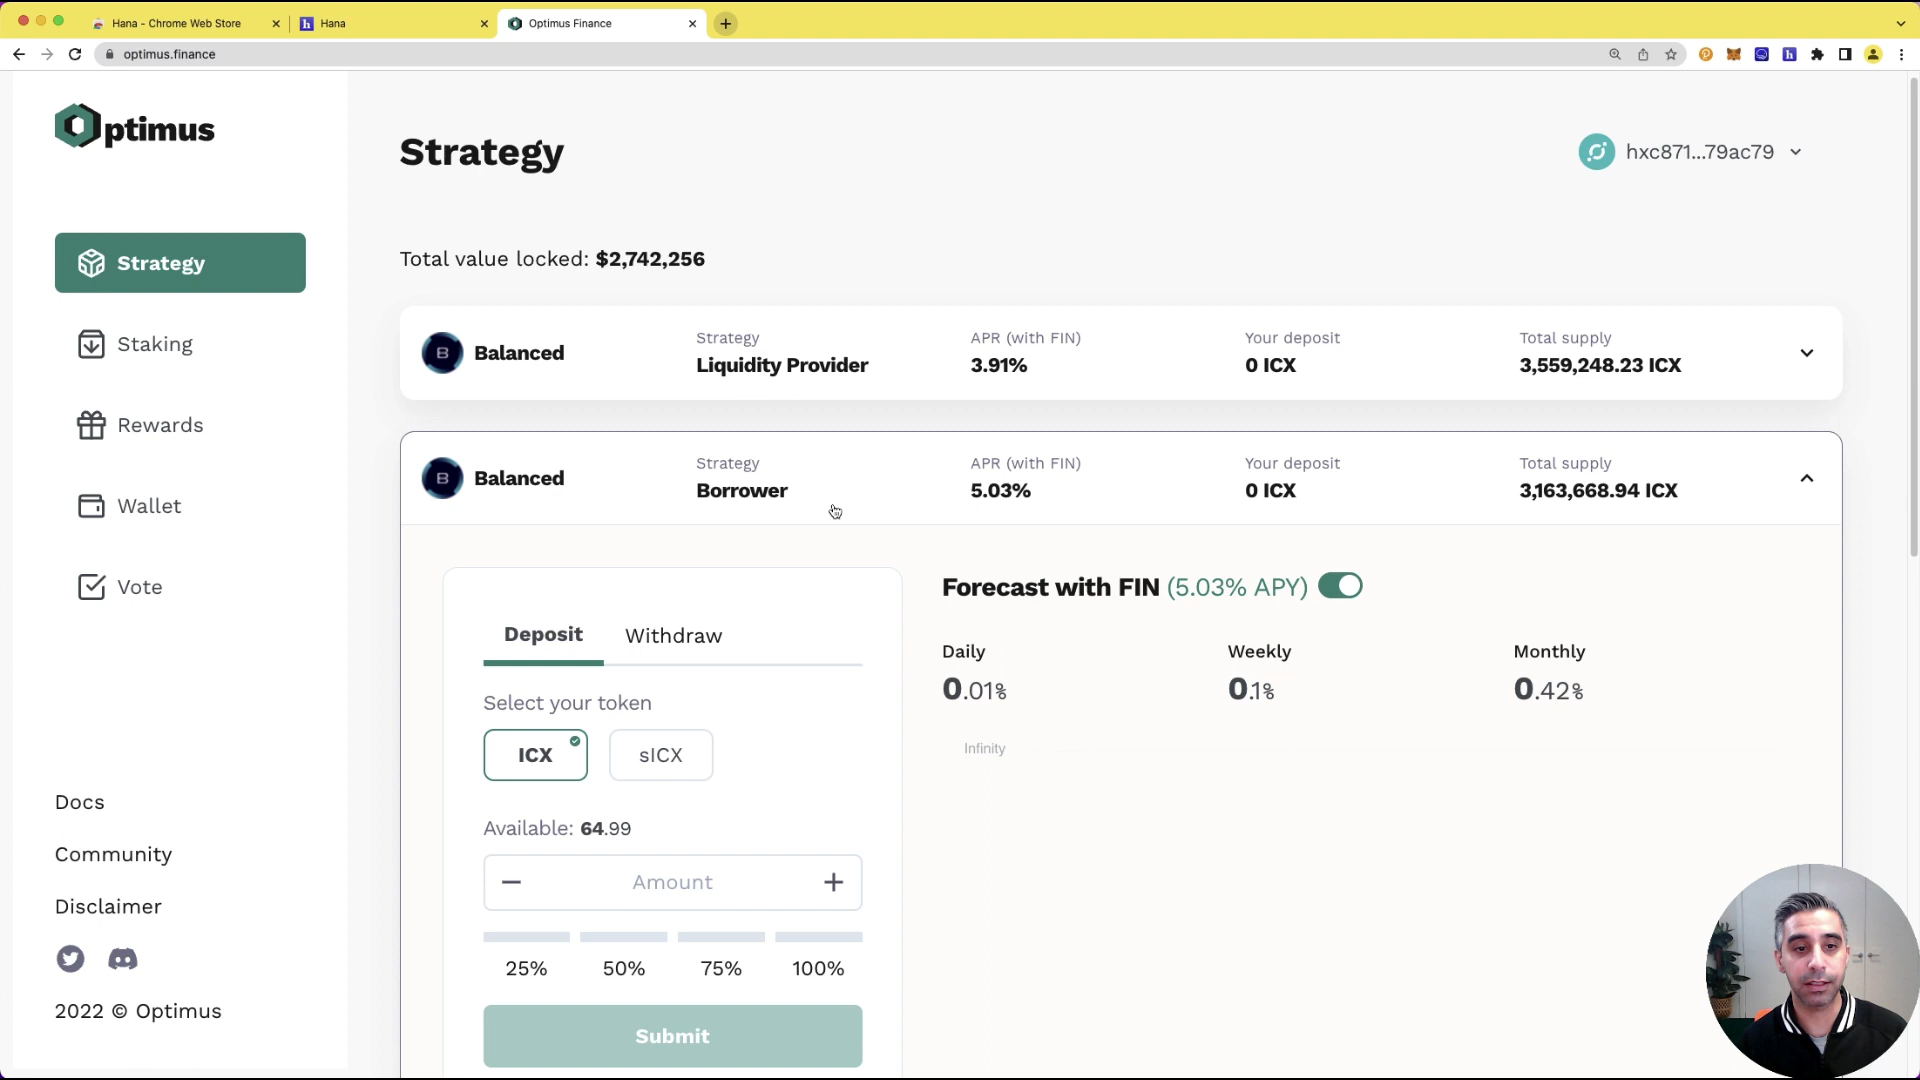 Hana - Chrome Web Store
Hana
Optimus Finance
optimus.finance
Optimus
Strategy
Staking
Rewards
Wallet
Vote
Docs
Community
Disclaimer
2022 © Optimus
Strategy
hxc871...79ac79
Total value locked: $2,742,256
Balanced
Strategy
Liquidity Provider
APR (with FIN)
3.91%
Your deposit
0 ICX
Total supply
3,559,248.23 ICX
Balanced
Strategy
Borrower
APR (with FIN)
5.03%
Your deposit
0 ICX
Total supply
3,163,668.94 ICX
Deposit
Withdraw
Select your token
ICX
sICX
Available: 64.99
Amount
25% 50% 75% 100%
Submit
Forecast with FIN (5.03% APY)
Daily
0.01%
Weekly
0.1%
Monthly
0.42%
Infinity